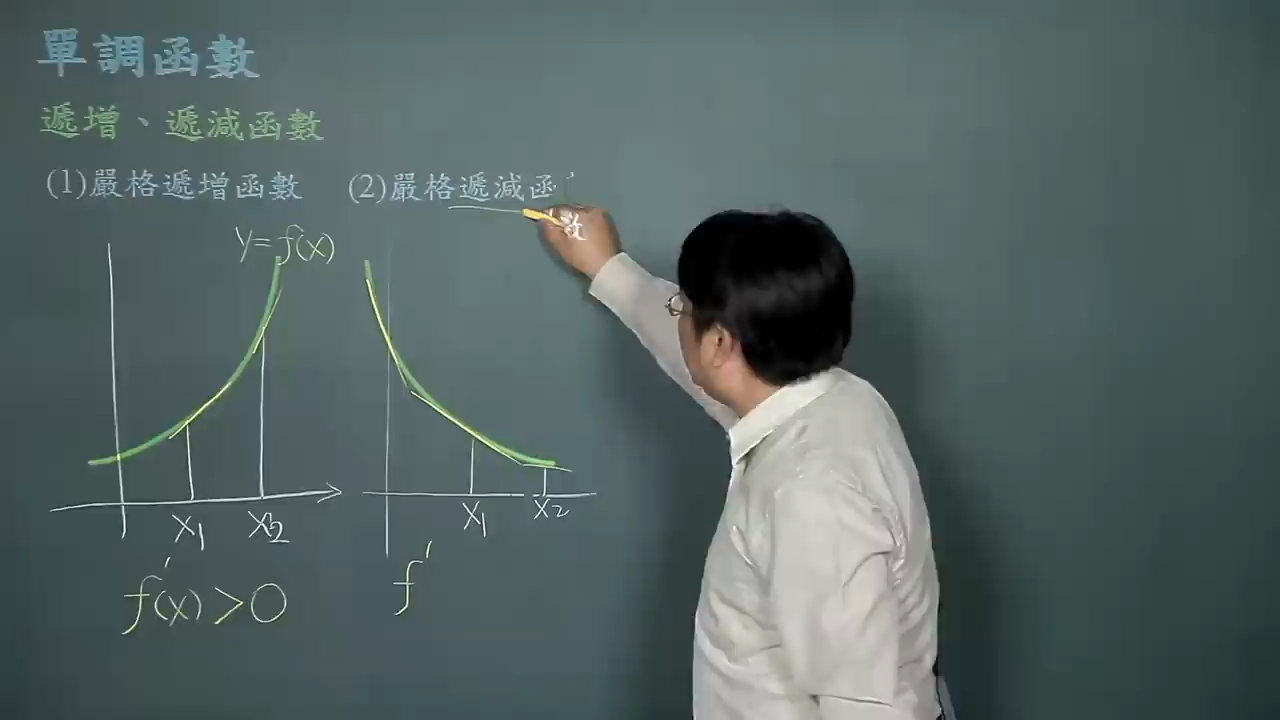 單調函數
遞增、遞減函數
(1)嚴格遞增函數
(2)嚴格遞減函數
y=f(x)
x₁ x₂
x₁ x₂
f'(x)>0
f'